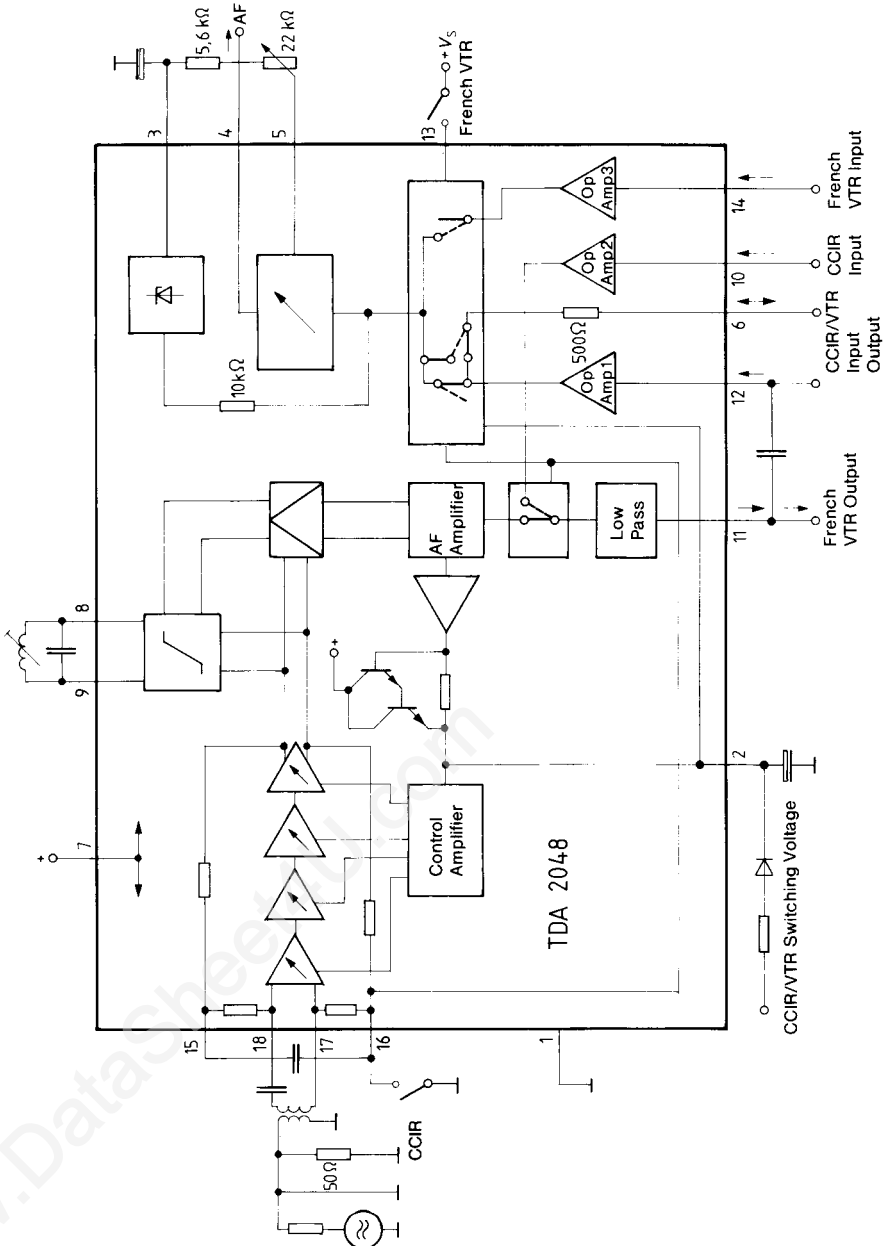 5,6 kΩ
AF
22 kΩ
3
4
5
+VS
13
French VTR
10kΩ
8
9
+
7
+
AF
Amplifier
Low
Pass
Op
Amp3
Op
Amp2
Op
Amp1
500Ω
14
French
VTR Input
10
CCIR
Input
6
CCIR/VTR
Input
Output
12
11
French
VTR Output
Control
Amplifier
TDA 2048
2
CCIR/VTR Switching Voltage
15
18
17
16
1
CCIR
50Ω
www.DataSheet4U.com